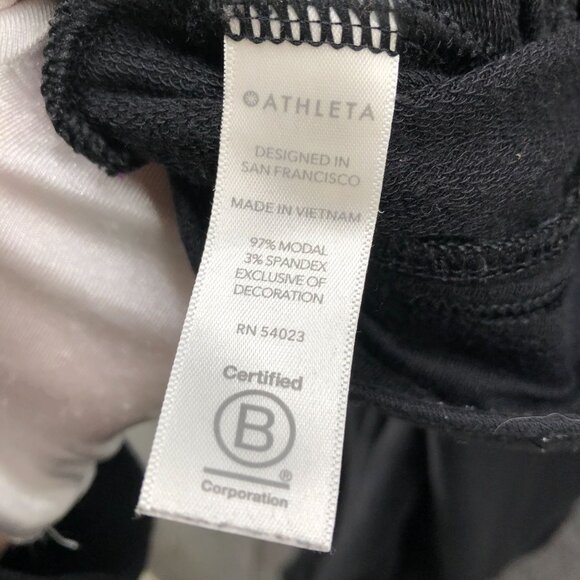 ATHLETA
DESIGNED IN
SAN FRANCISCO
MADE IN VIETNAM
97% MODAL
3% SPANDEX
EXCLUSIVE OF
DECORATION
RN 54023
Certified
B
®
Corporation